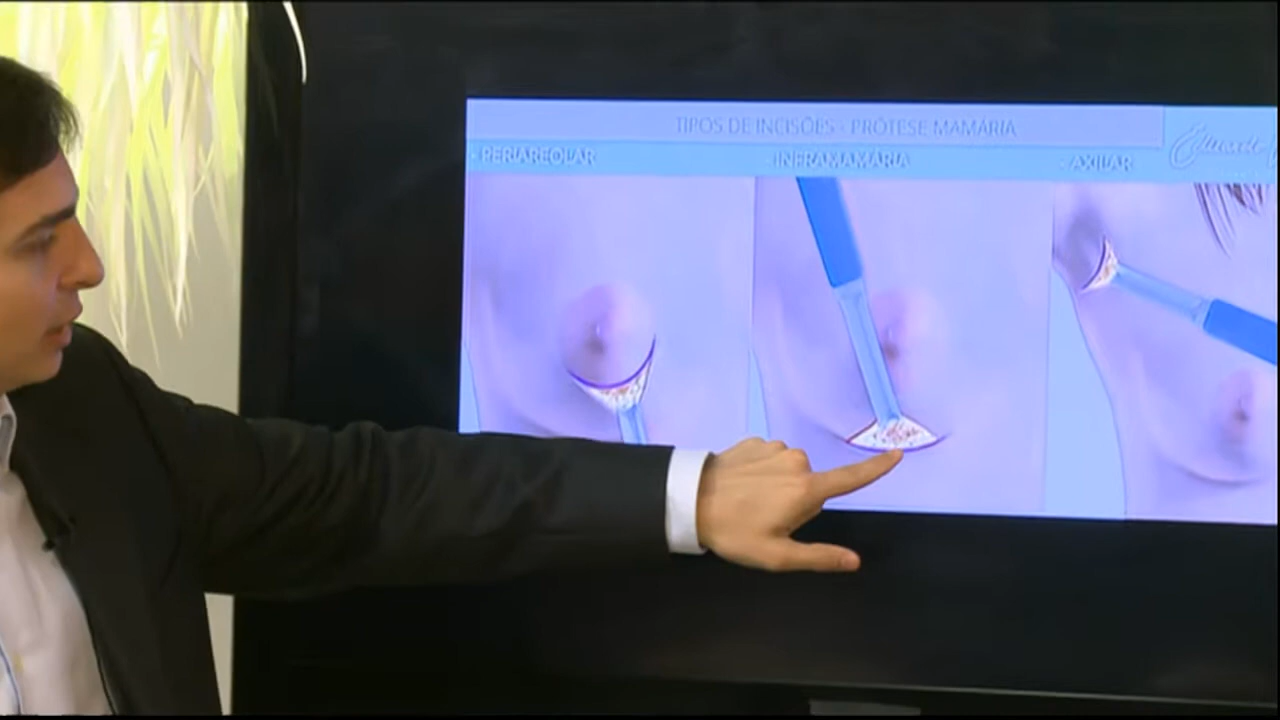 TIPOS DE INCISÕES - PRÓTESE MAMÁRIA
- PERIAREOLAR
- INFRAMAMÁRIA
- AXILAR